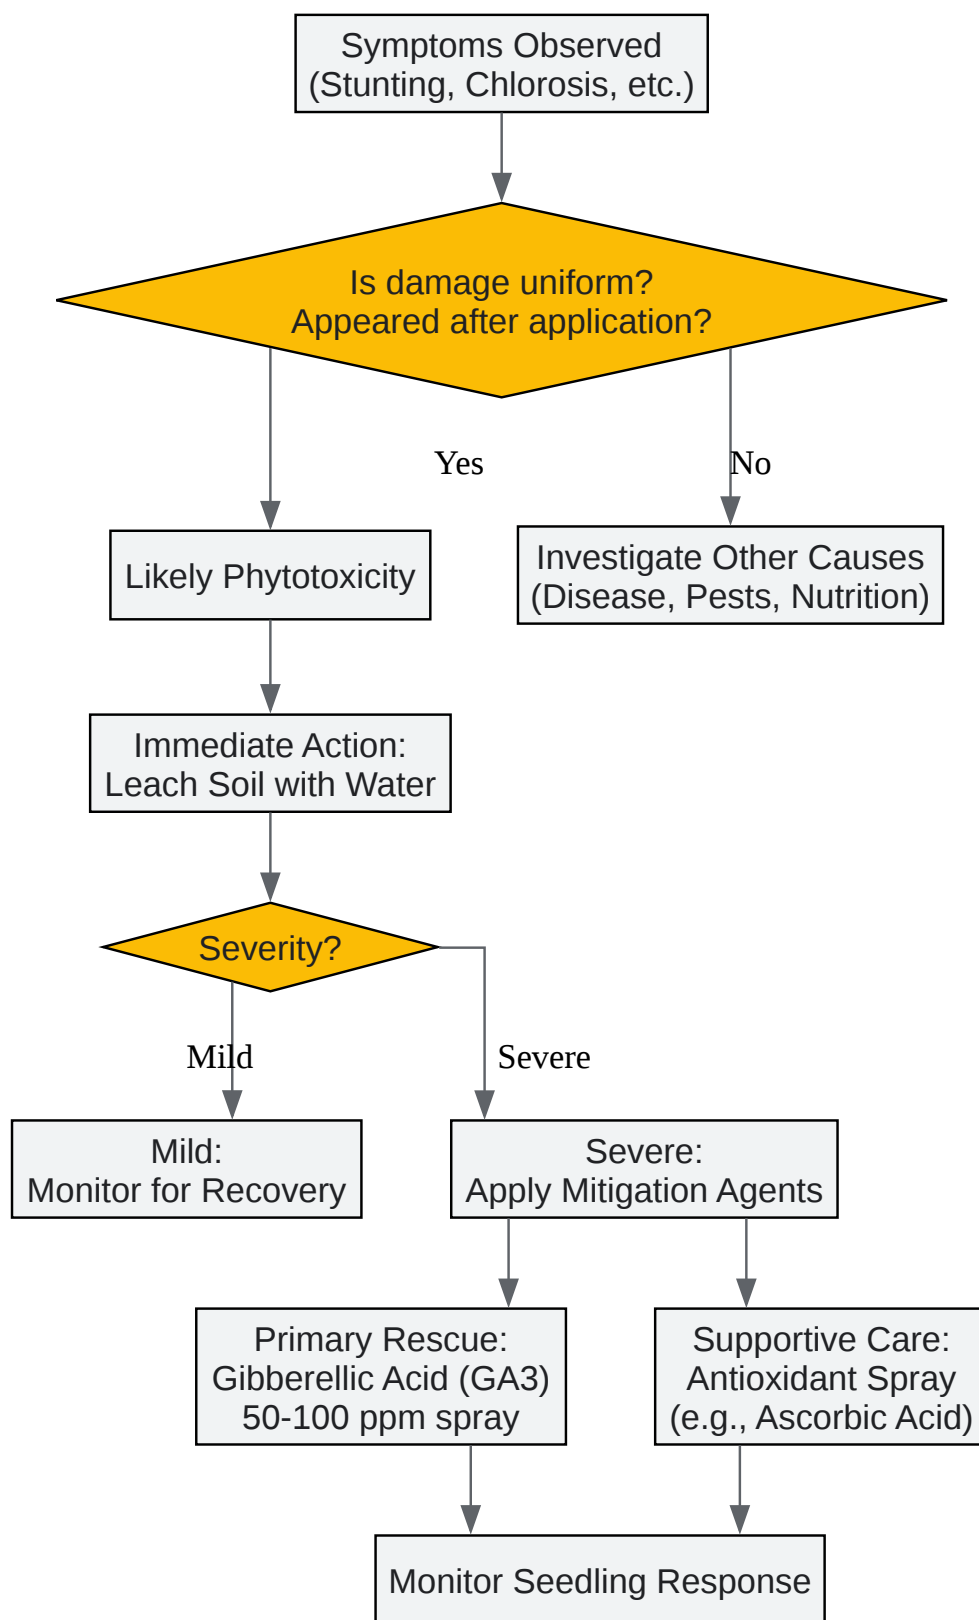 Symptoms Observed
(Stunting, Chlorosis, etc.)
Is damage uniform?
Appeared after application?
Yes
No
Likely Phytotoxicity
Investigate Other Causes
(Disease, Pests, Nutrition)
Immediate Action:
Leach Soil with Water
Severity?
Mild
Severe
Mild:
Monitor for Recovery
Severe:
Apply Mitigation Agents
Primary Rescue:
Gibberellic Acid (GA3)
50-100 ppm spray
Supportive Care:
Antioxidant Spray
(e.g., Ascorbic Acid)
Monitor Seedling Response